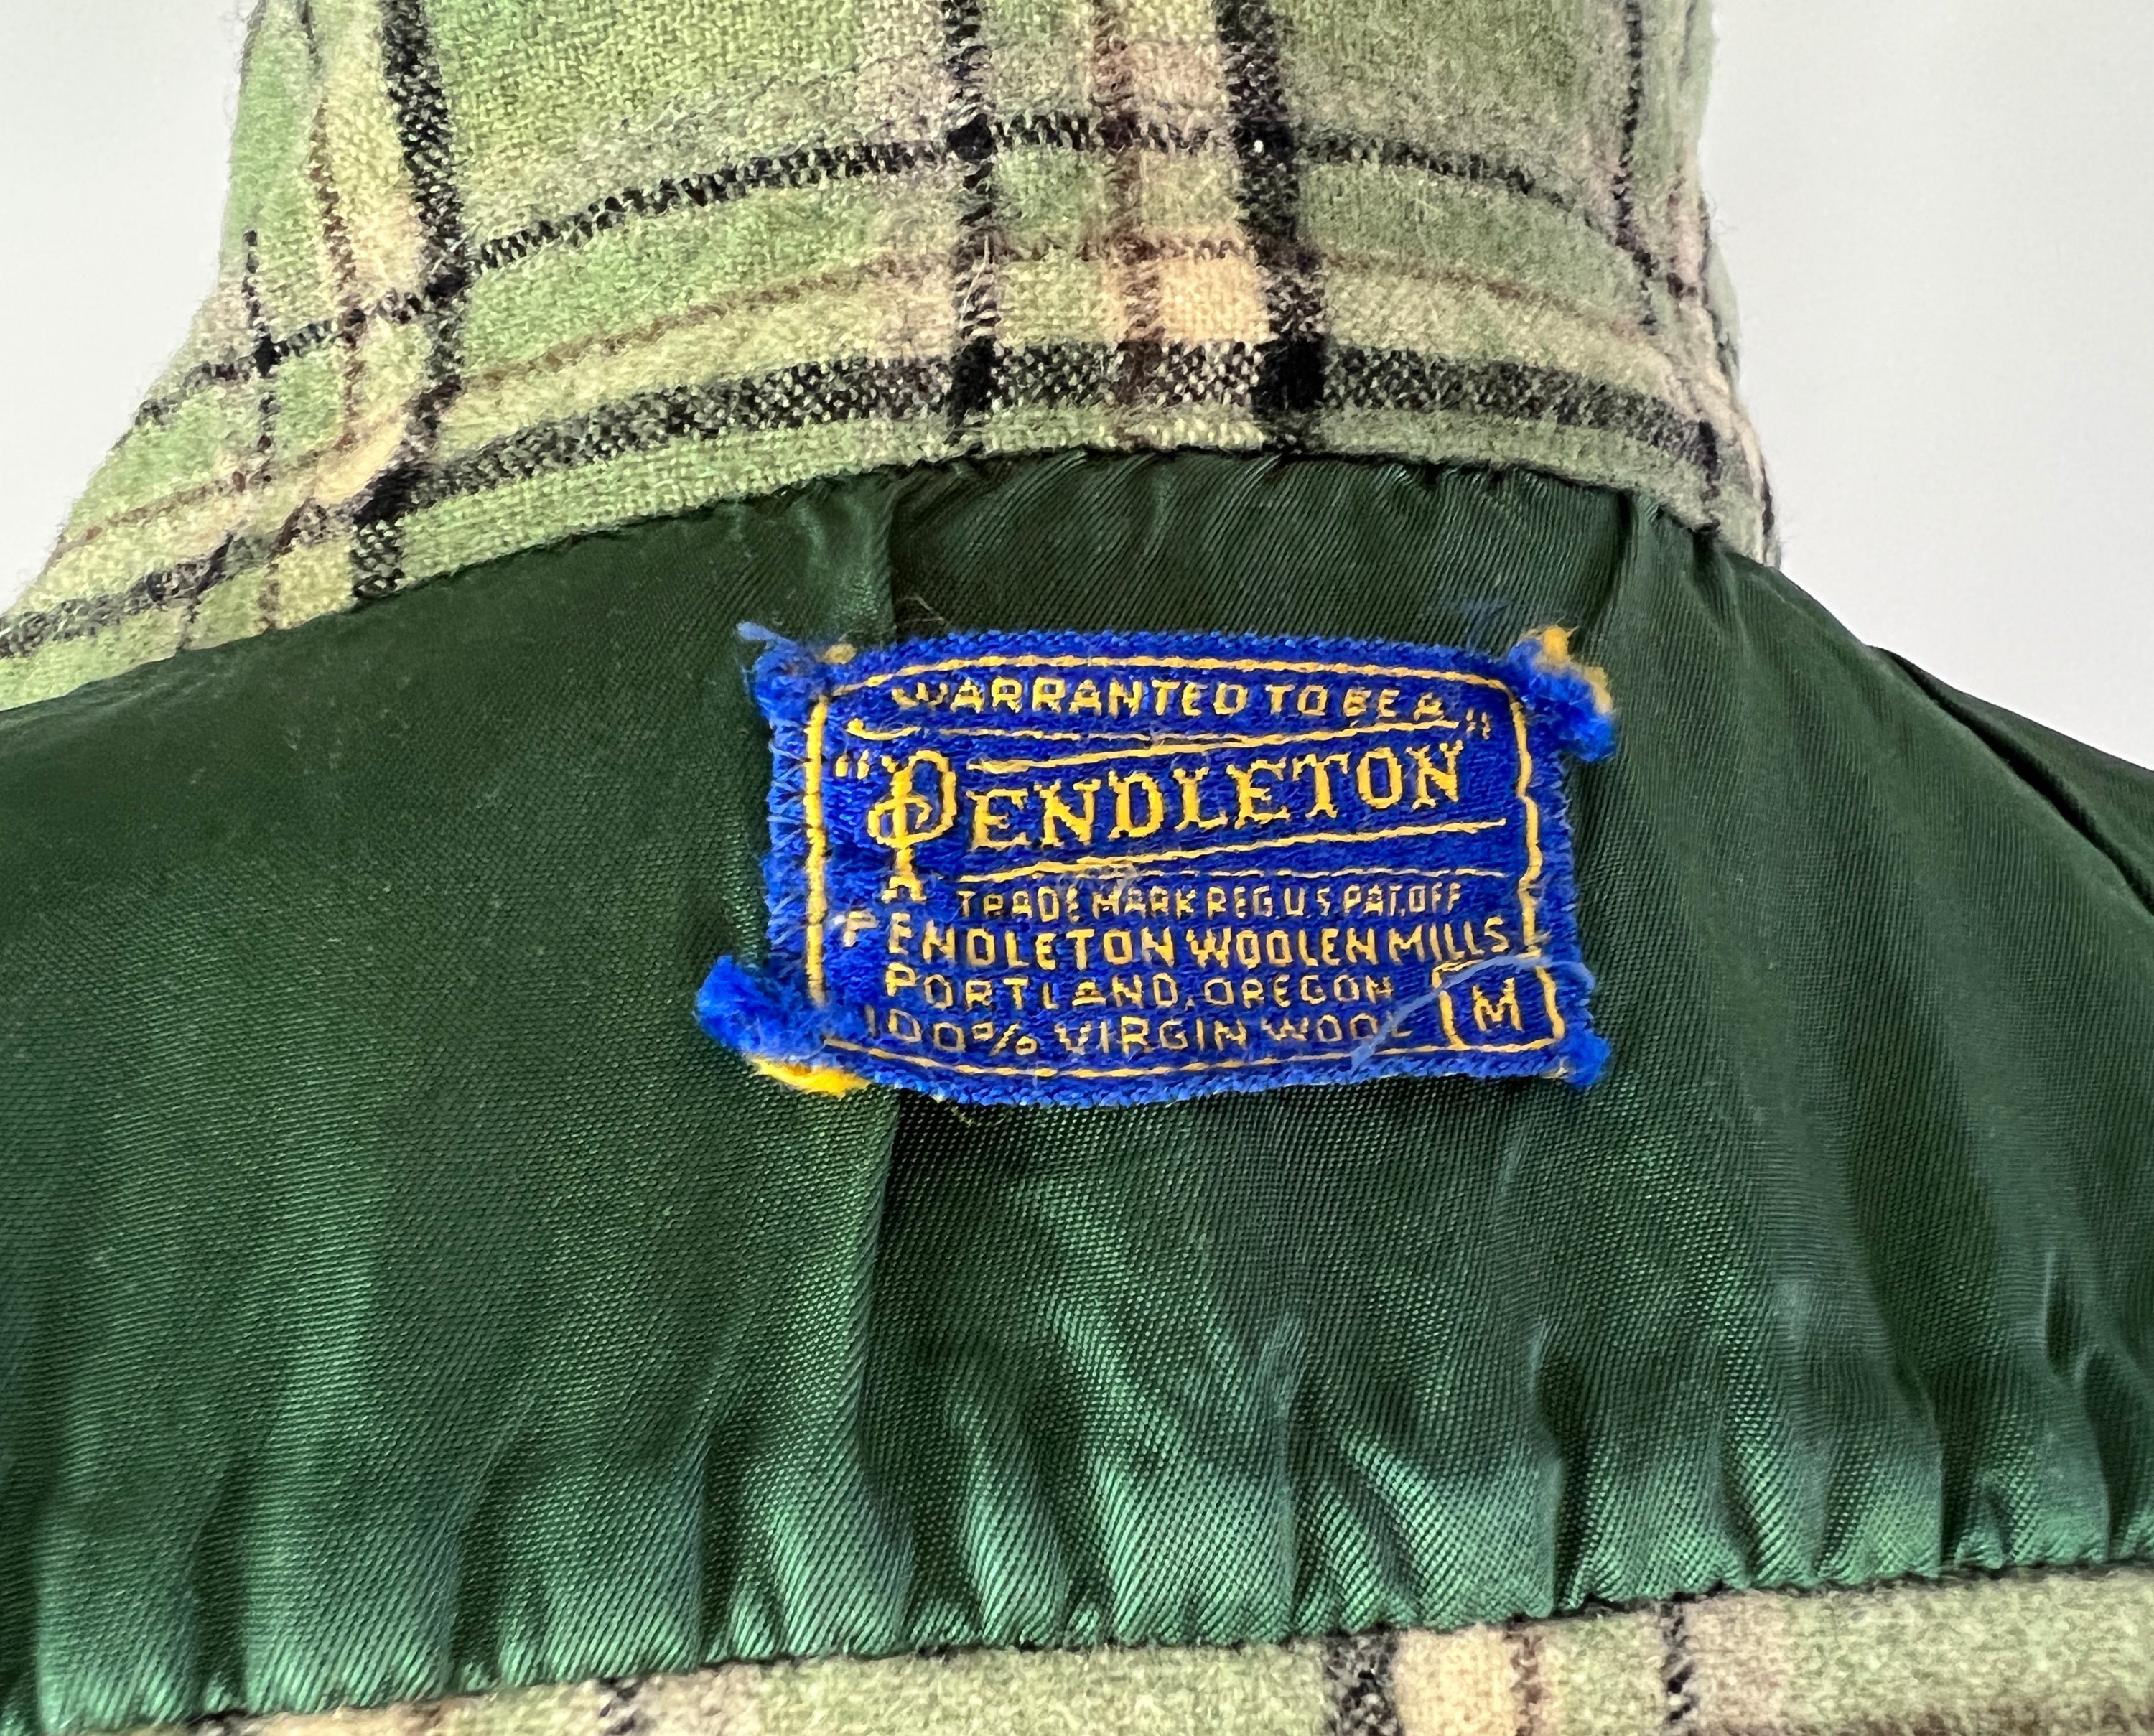 WARRANTED TO BE A
"PENDLETON"
TRADE MARK REG. U.S. PAT. OFF
PENDLETON WOOLEN MILLS
PORTLAND, OREGON
100% VIRGIN WOOL M